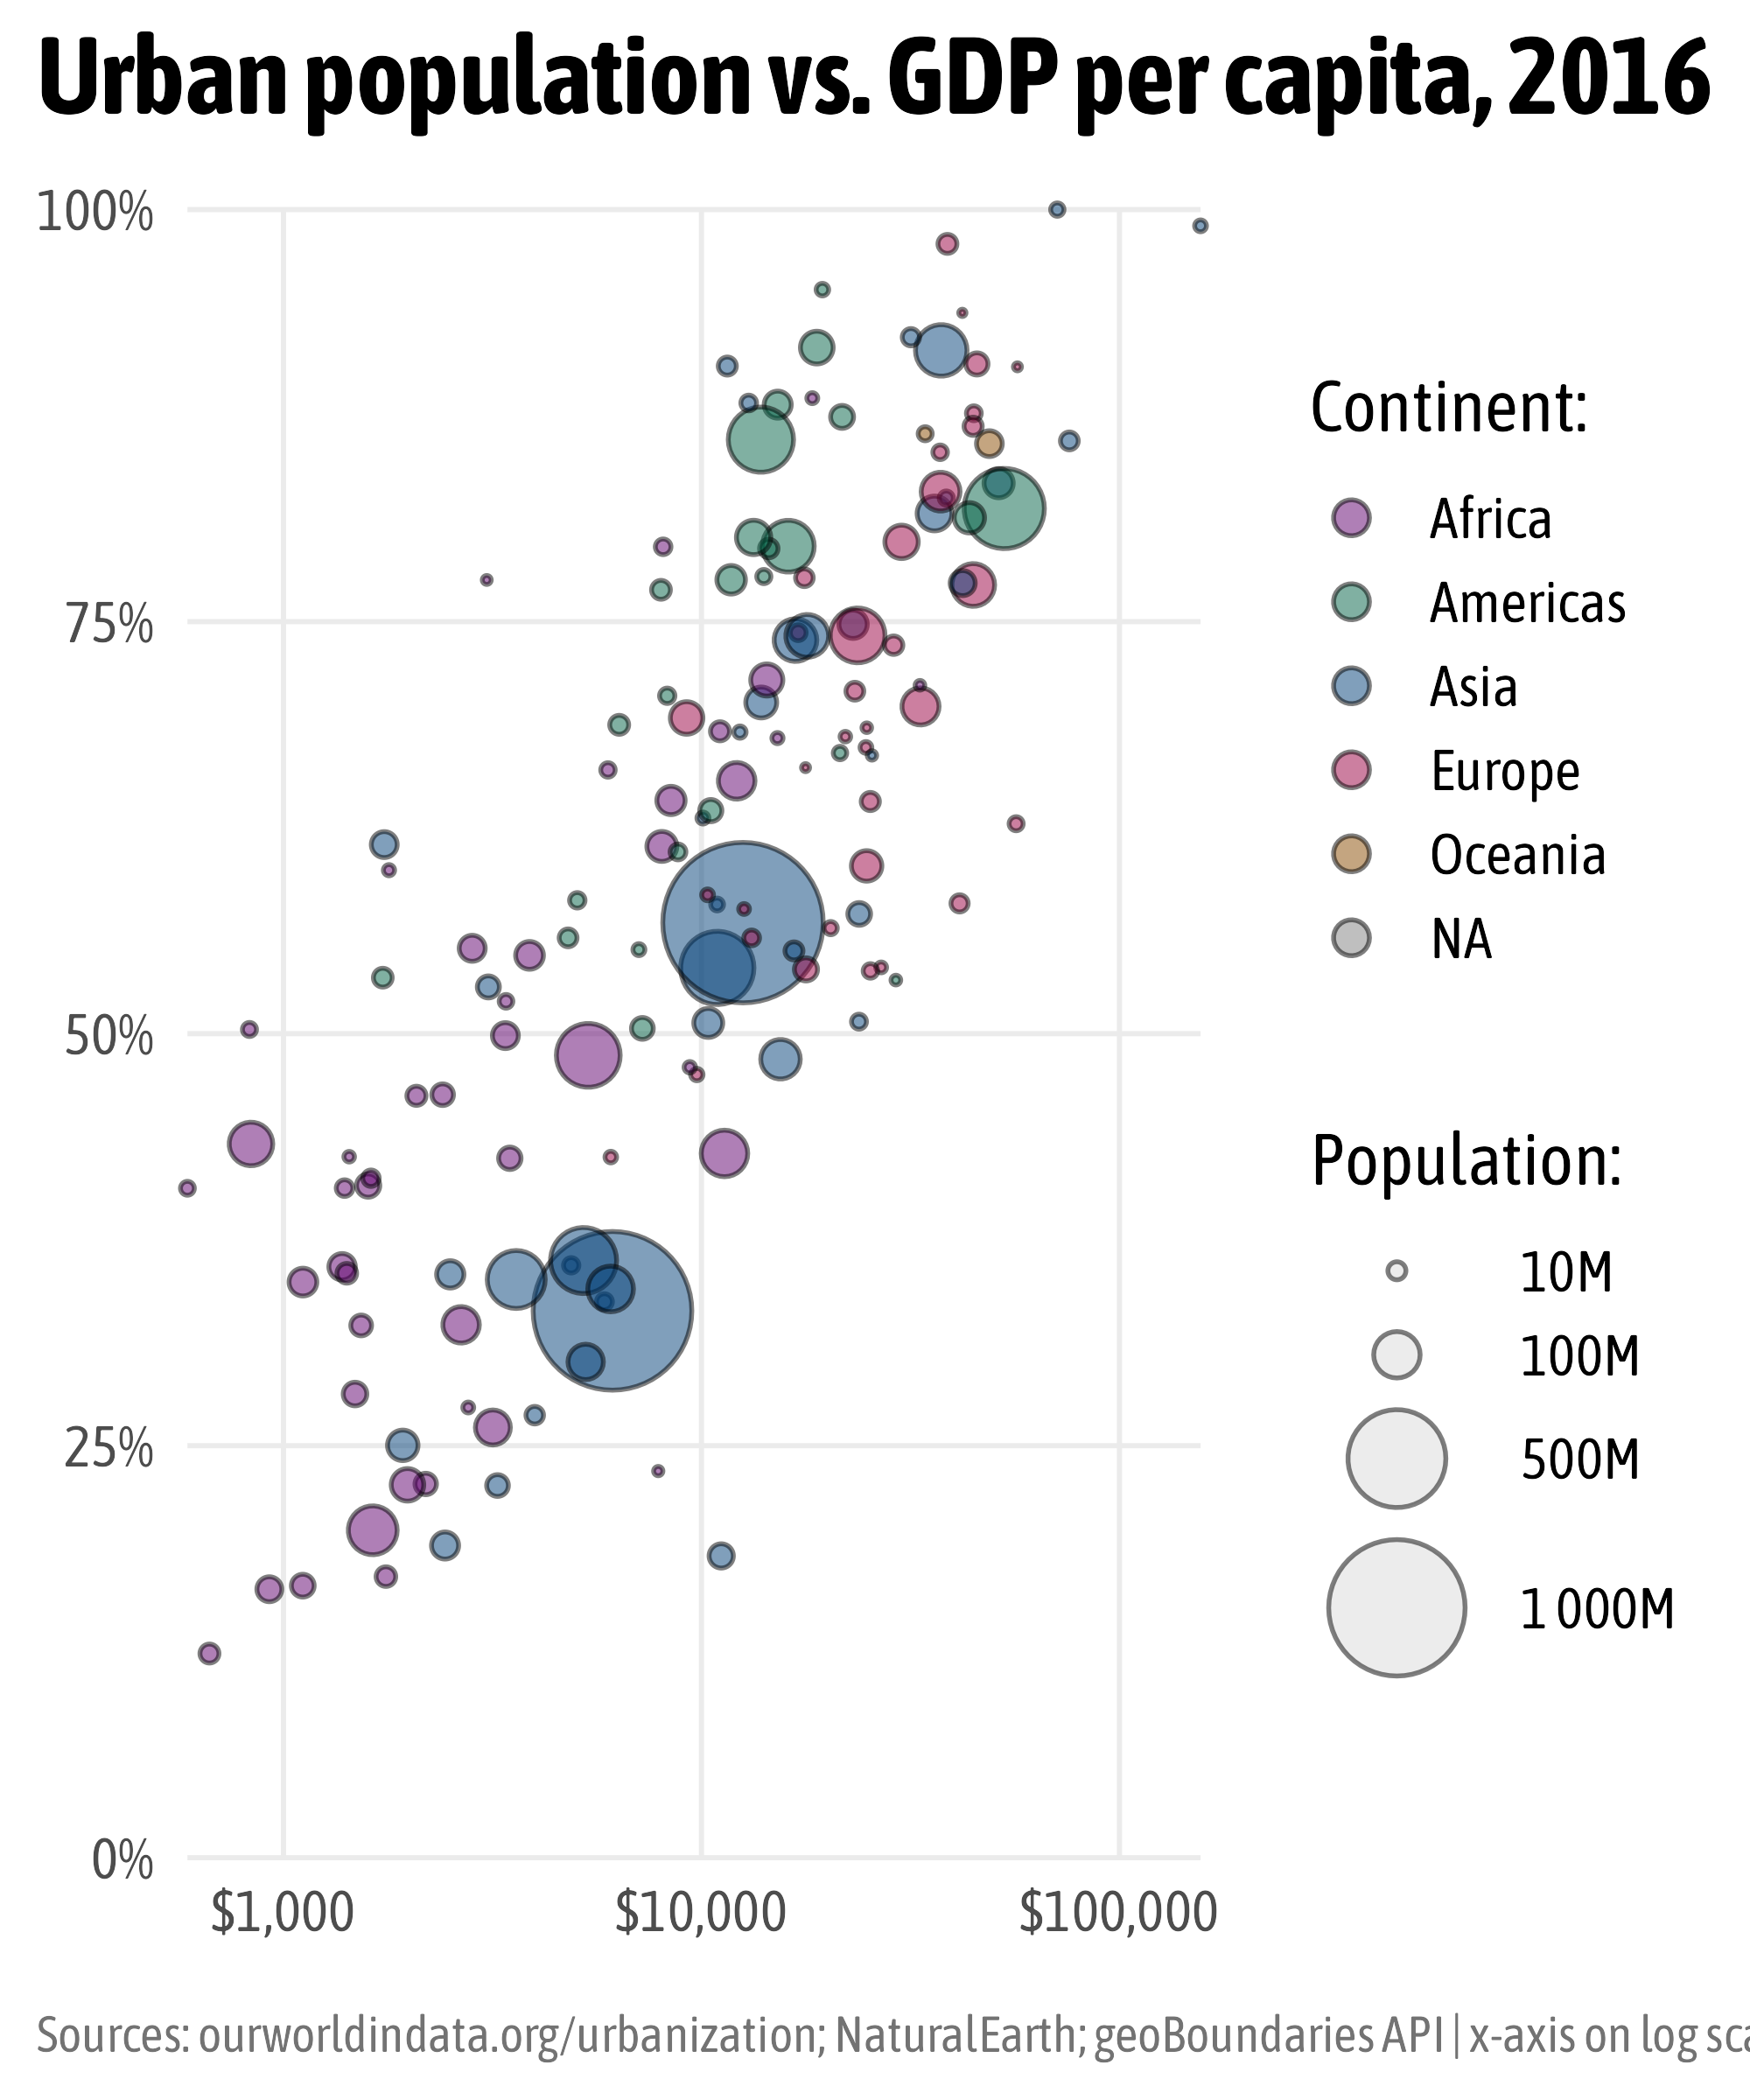 Urban population vs. GDP per capita, 2016
100%
75%
50%
25%
0%
$1,000 $10,000 $100,000
Continent:
Africa
Americas
Asia
Europe
Oceania
NA
Population:
10M
100M
500M
1 000M
Sources: ourworldindata.org/urbanization; NaturalEarth; geoBoundaries API | x-axis on log